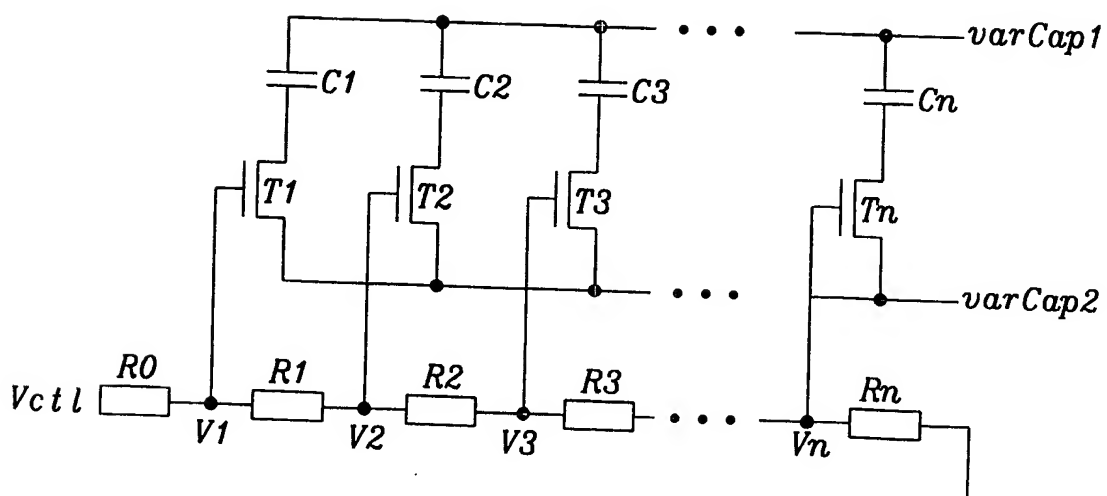 varCap1
C1
C2
C3
Cn
T1
T2
T3
Tn
varCap2
Vctl
R0
R1
R2
R3
Rn
V1
V2
V3
Vn